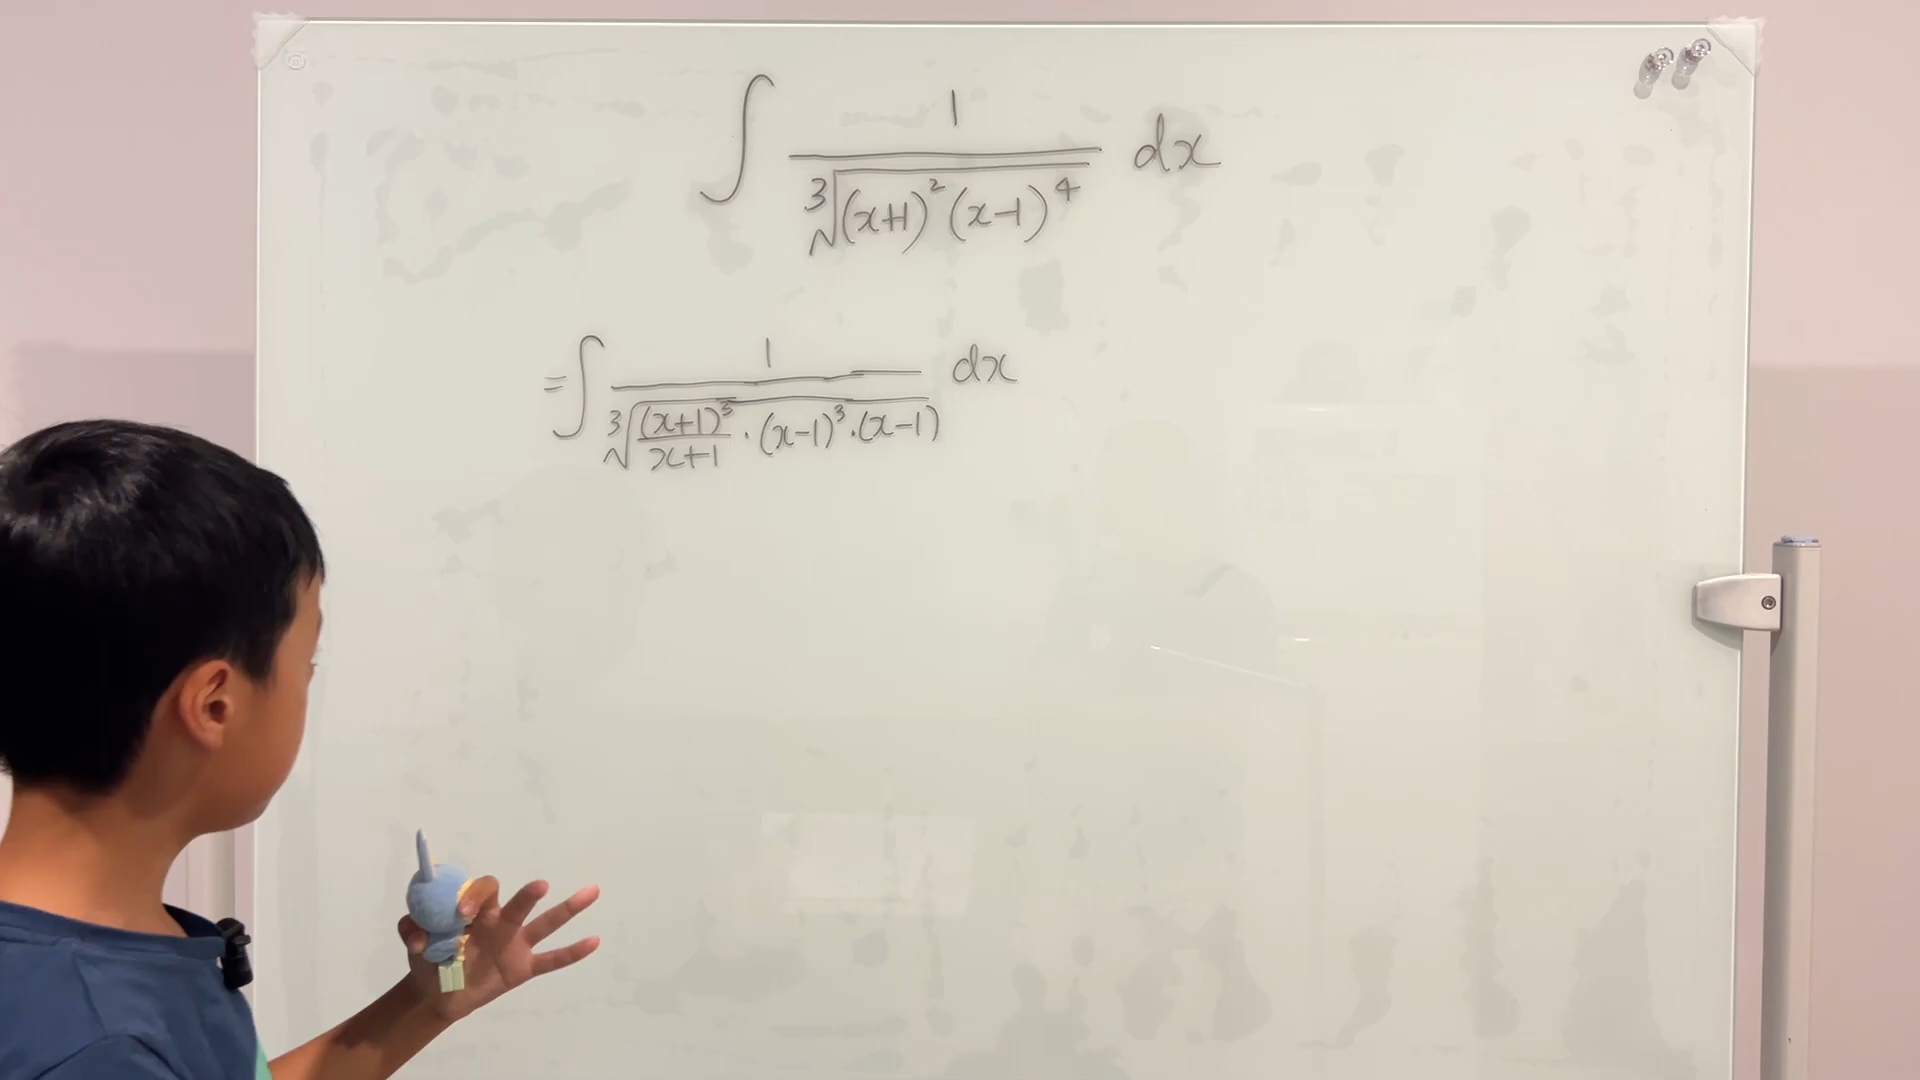 ∫ 1/∛((x+1)²(x-1)⁴) dx
= ∫ 1/∛((x+1)³/(x+1) · (x-1)³ · (x-1)) dx